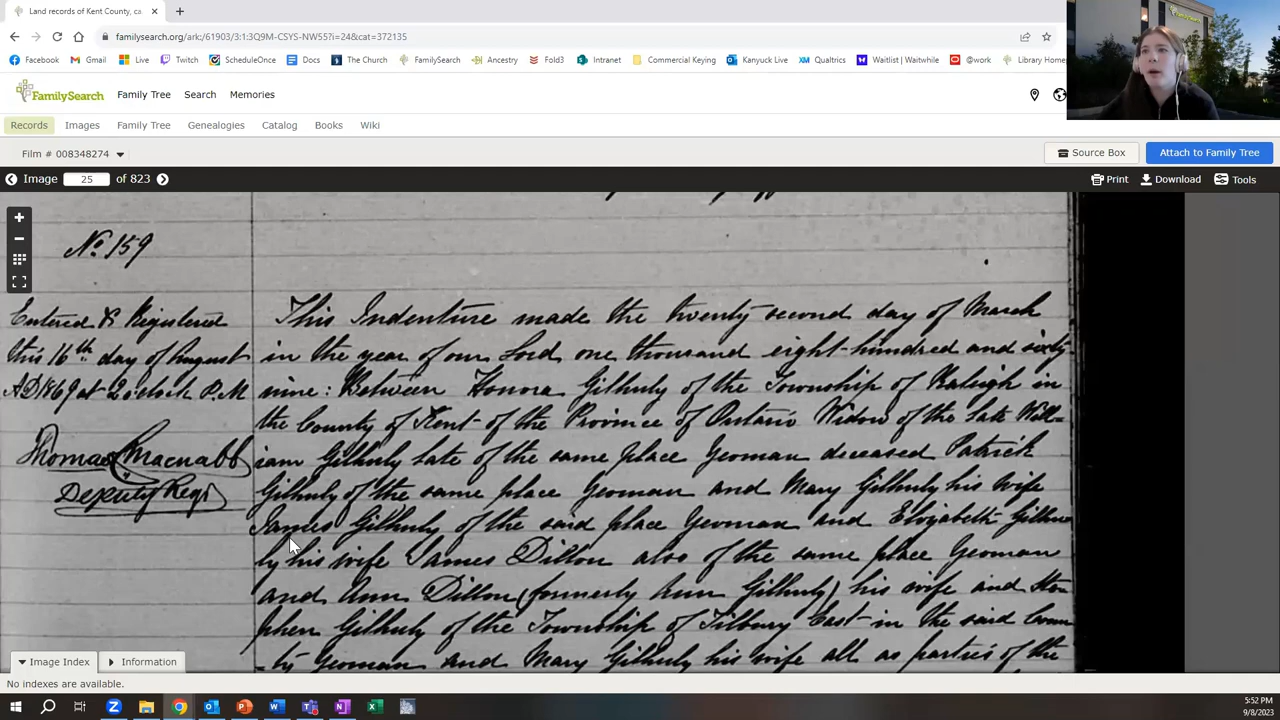 Land records of Kent County, ca
familysearch.org/ark:/61903/3:1:3Q9M-CSYS-NW55?i=24&cat=372135
Facebook Gmail Live Twitch ScheduleOnce Docs The Church FamilySearch Ancestry Fold3 Intranet Commercial Keying Kanyuck Live Qualtrics Waitlist | Waitwhile @work Library Home
FamilySearch Family Tree Search Memories
Records Images Family Tree Genealogies Catalog Books Wiki
Film # 008348274 Source Box Attach to Family Tree
Image 25 of 823 Print Download Tools
No. 159
Entered & Registered
this 16th day of August
AD 1869 at 2 oclock P.M
Thomas Macnabb
Deputy Regr
This Indenture made the twenty second day of March
in the year of our Lord one thousand eight hundred and sixty
nine: Between Honora Gilhuly of the Township of Raleigh in
the County of Kent of the Province of Ontario Widow of the late Will-
iam Gilhuly late of the same place Yeoman deceased Patrick
Gilhuly of the same place Yeoman and Mary Gilhuly his wife
James Gilhuly of the said place Yeoman and Elizabeth Gilhu
ly his wife James Dillon also of the same place Yeoman
and Ann Dillon (formerly Ann Gilhuly) his wife and Ste
phen Gilhuly of the Township of Tilbury East in the said Coun
-ty Yeoman and Mary Gilhuly his wife all as parties of the
Image Index Information
No indexes are available.
5:52 PM
9/8/2023